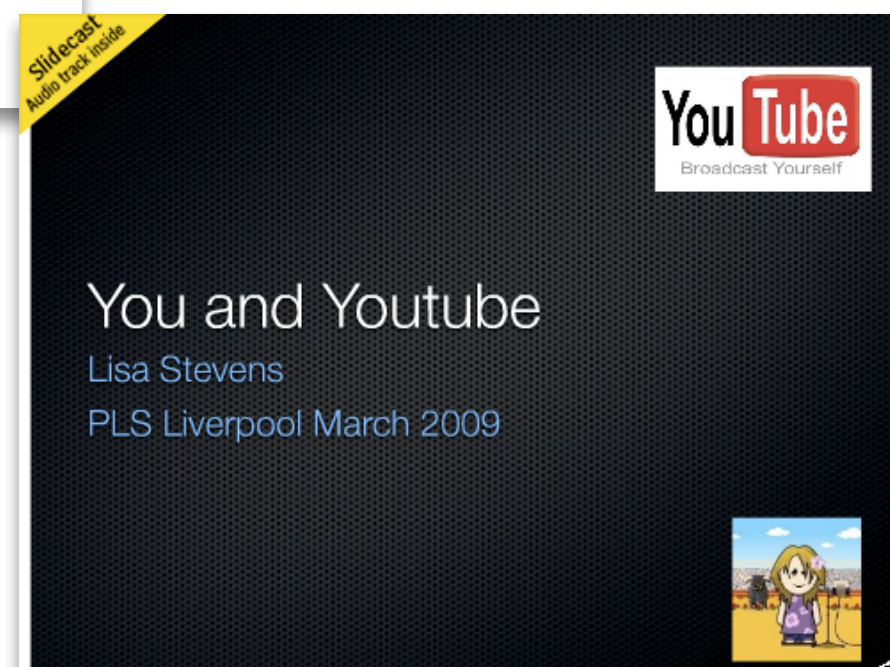 Slidecast
Audio track inside
You Tube
Broadcast Yourself
You and Youtube
Lisa Stevens
PLS Liverpool March 2009